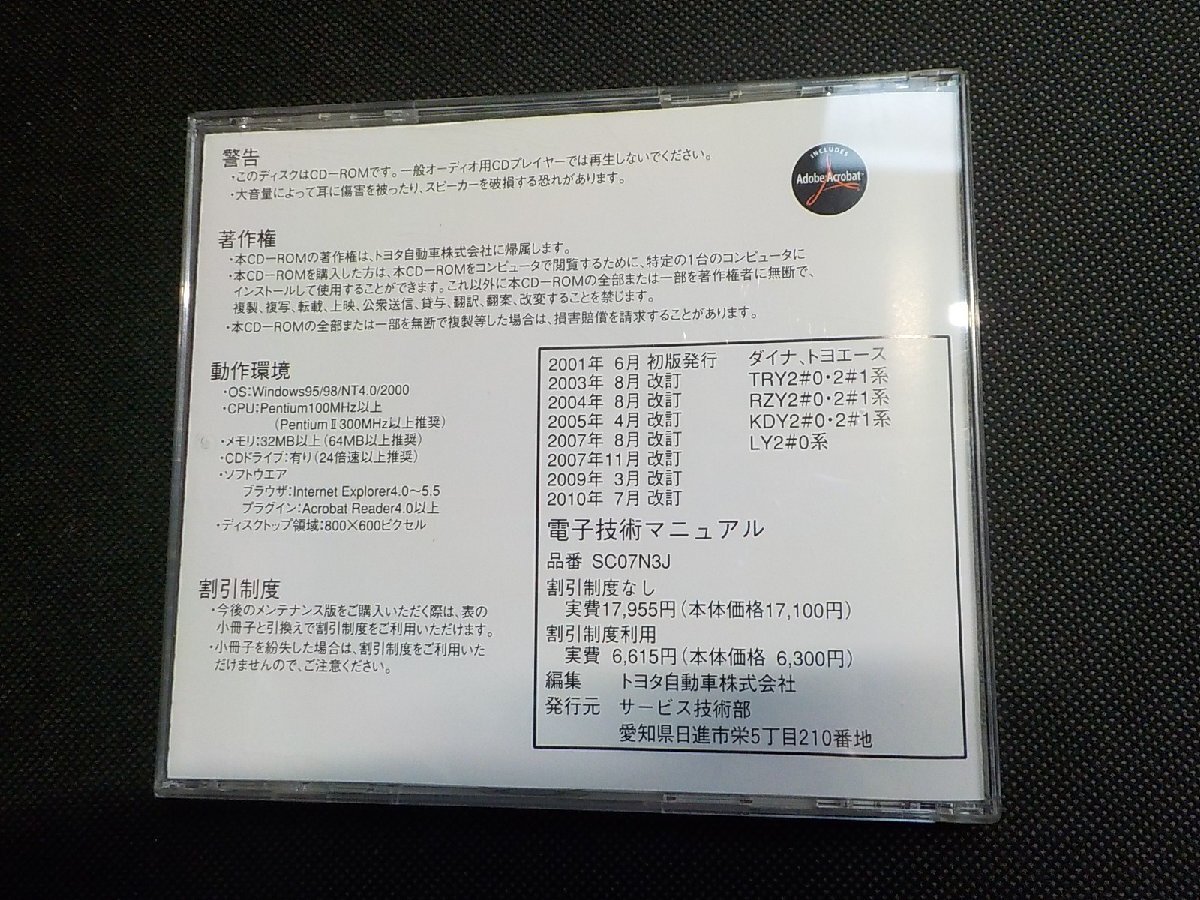 警告
・このディスクはCD−ROMです。一般オーディオ用CDプレイヤーでは再生しないでください。
・大音量によって耳に傷害を被ったり、スピーカーを破損する恐れがあります。
INCLUDES
Adobe Acrobat
著作権
・本CD−ROMの著作権は、トヨタ自動車株式会社に帰属します。
・本CD−ROMを購入した方は、本CD−ROMをコンピュータで閲覧するために、特定の1台のコンピュータに
インストールして使用することができます。これ以外に本CD−ROMの全部または一部を著作権者に無断で、
複製、複写、転載、上映、公衆送信、貸与、翻訳、翻案、改変することを禁じます。
・本CD−ROMの全部または一部を無断で複製等した場合は、損害賠償を請求することがあります。
動作環境
・OS:Windows95/98/NT4.0/2000
・CPU:Pentium100MHz以上
(PentiumⅡ300MHz以上推奨)
・メモリ:32MB以上(64MB以上推奨)
・CDドライブ:有り(24倍速以上推奨)
・ソフトウエア
ブラウザ:Internet Explorer4.0〜5.5
プラグイン:Acrobat Reader4.0以上
・ディスクトップ領域:800×600ピクセル
割引制度
・今後のメンテナンス版をご購入いただく際は、表の
小冊子と引換えで割引制度をご利用いただけます。
・小冊子を紛失した場合は、割引制度をご利用いた
だけませんので、ご注意ください。
2001年 6月 初版発行 ダイナ、トヨエース
2003年 8月 改訂 TRY2#0・2#1系
2004年 8月 改訂 RZY2#0・2#1系
2005年 4月 改訂 KDY2#0・2#1系
2007年 8月 改訂 LY2#0系
2007年11月 改訂
2009年 3月 改訂
2010年 7月 改訂
電子技術マニュアル
品番 SC07N3J
割引制度なし
実費17,955円(本体価格17,100円)
割引制度利用
実費 6,615円(本体価格 6,300円)
編集 トヨタ自動車株式会社
発行元 サービス技術部
愛知県日進市栄5丁目210番地